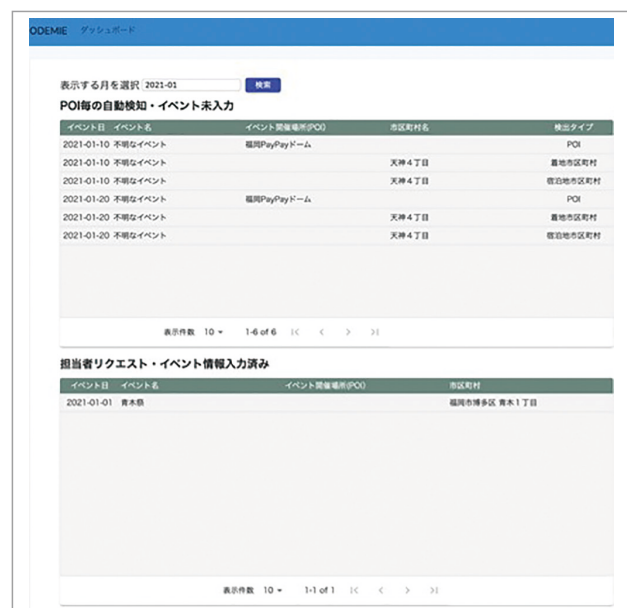 ODEMIE ダッシュボード
表示する月を選択 2021-01 検索
POI毎の自動検知・イベント未入力
イベント日 イベント名 イベント開催場所(POI) 市区町村名 検出タイプ
2021-01-10 不明なイベント 福岡PayPayドーム POI
2021-01-10 不明なイベント 天神４丁目 着地市区町村
2021-01-10 不明なイベント 天神４丁目 宿泊地市区町村
2021-01-20 不明なイベント 福岡PayPayドーム POI
2021-01-20 不明なイベント 天神４丁目 着地市区町村
2021-01-20 不明なイベント 天神４丁目 宿泊地市区町村
表示件数 10 1-6 of 6
担当者リクエスト・イベント情報入力済み
イベント日 イベント名 イベント開催場所(POI) 市区町村
2021-01-01 青木祭 福岡市博多区 青木１丁目
表示件数 10 1-1 of 1